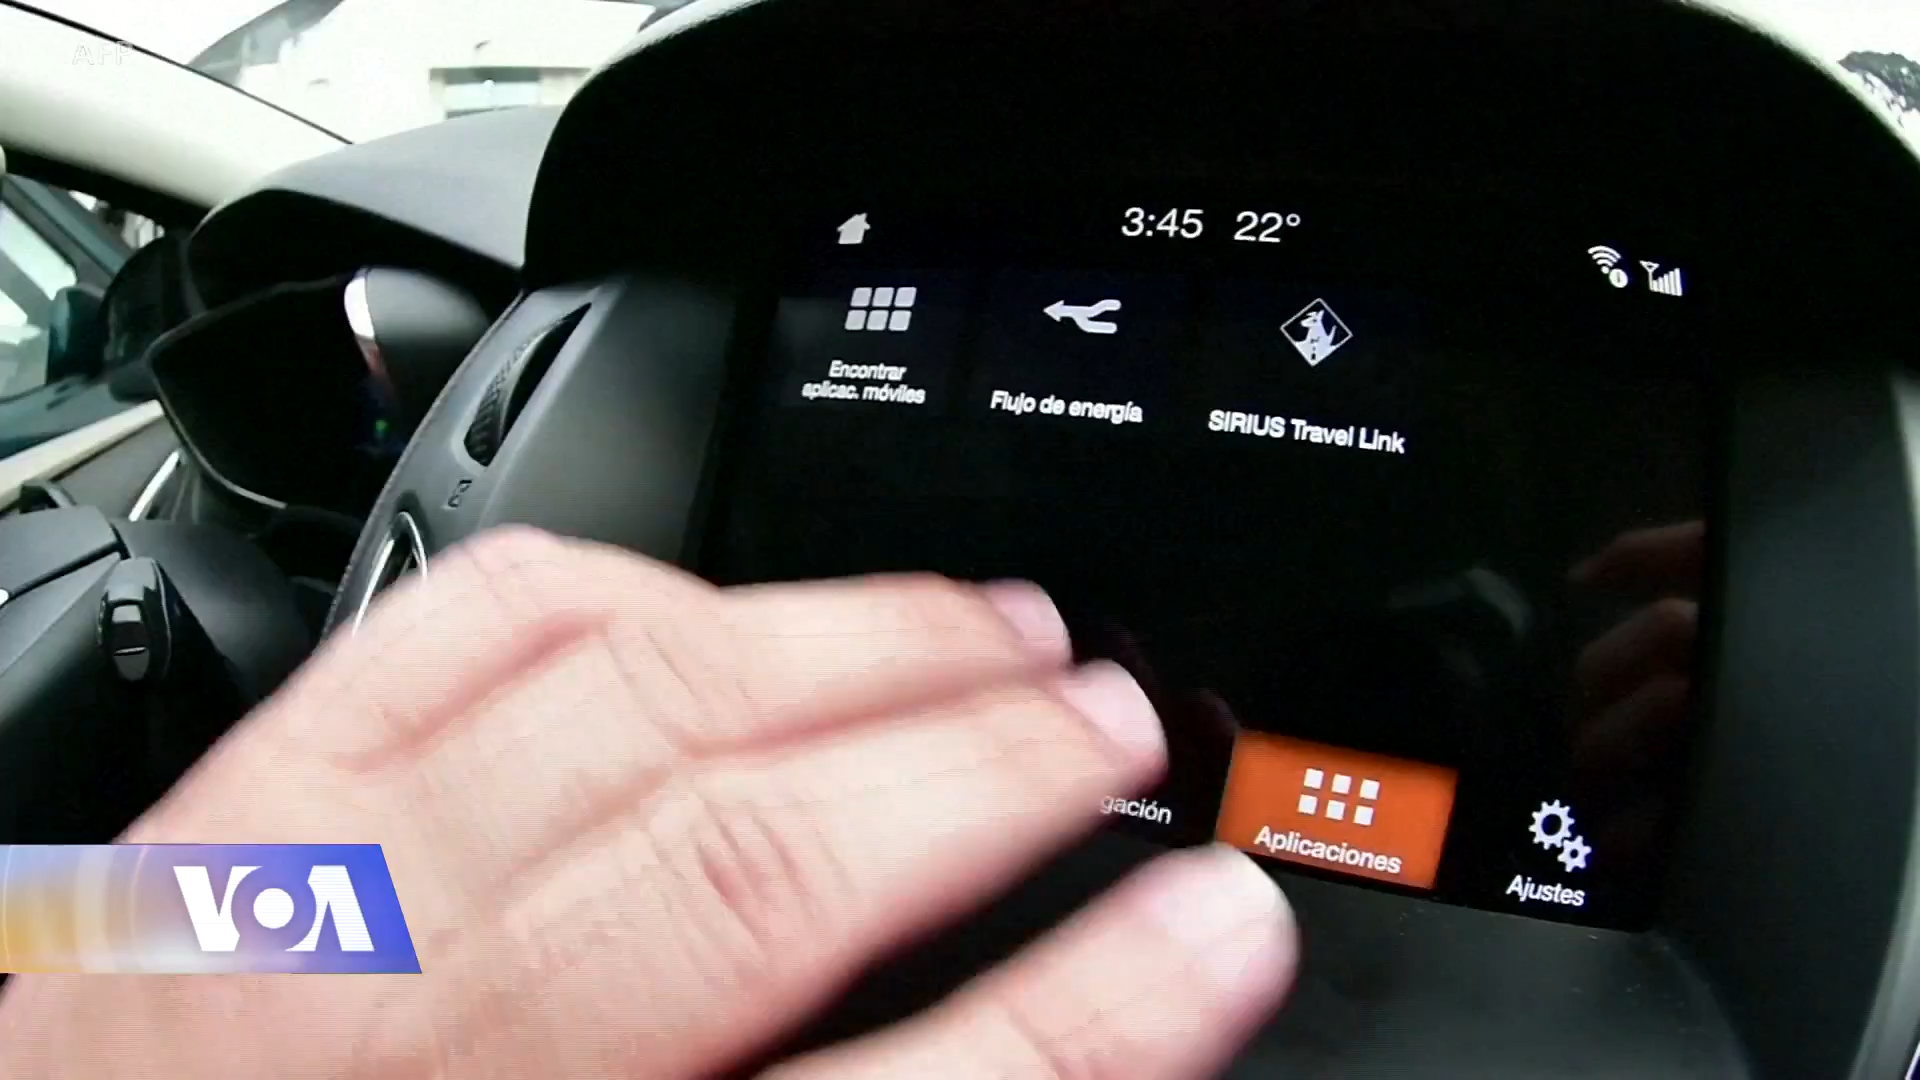 AFP
3:45 22°
Encontrar
aplicac. móviles
Flujo de energía
SIRIUS Travel Link
gación
Aplicaciones
Ajustes
VOA